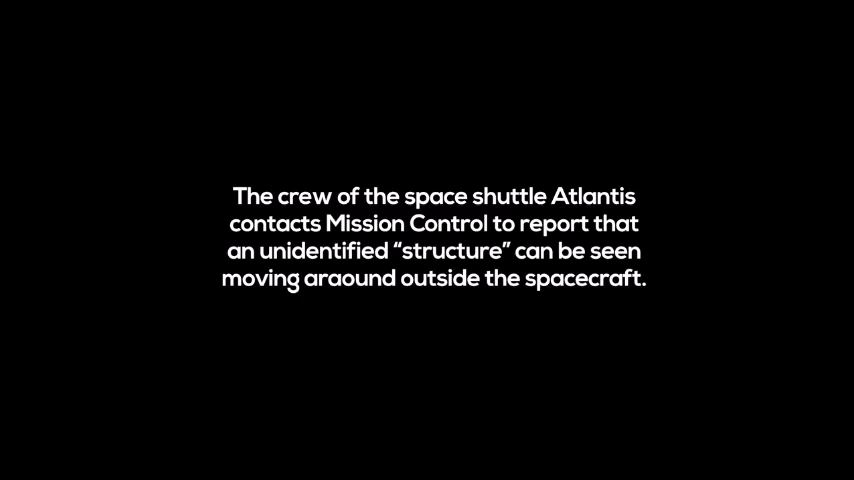 The crew of the space shuttle Atlantis
contacts Mission Control to report that
an unidentified “structure” can be seen
moving araound outside the spacecraft.